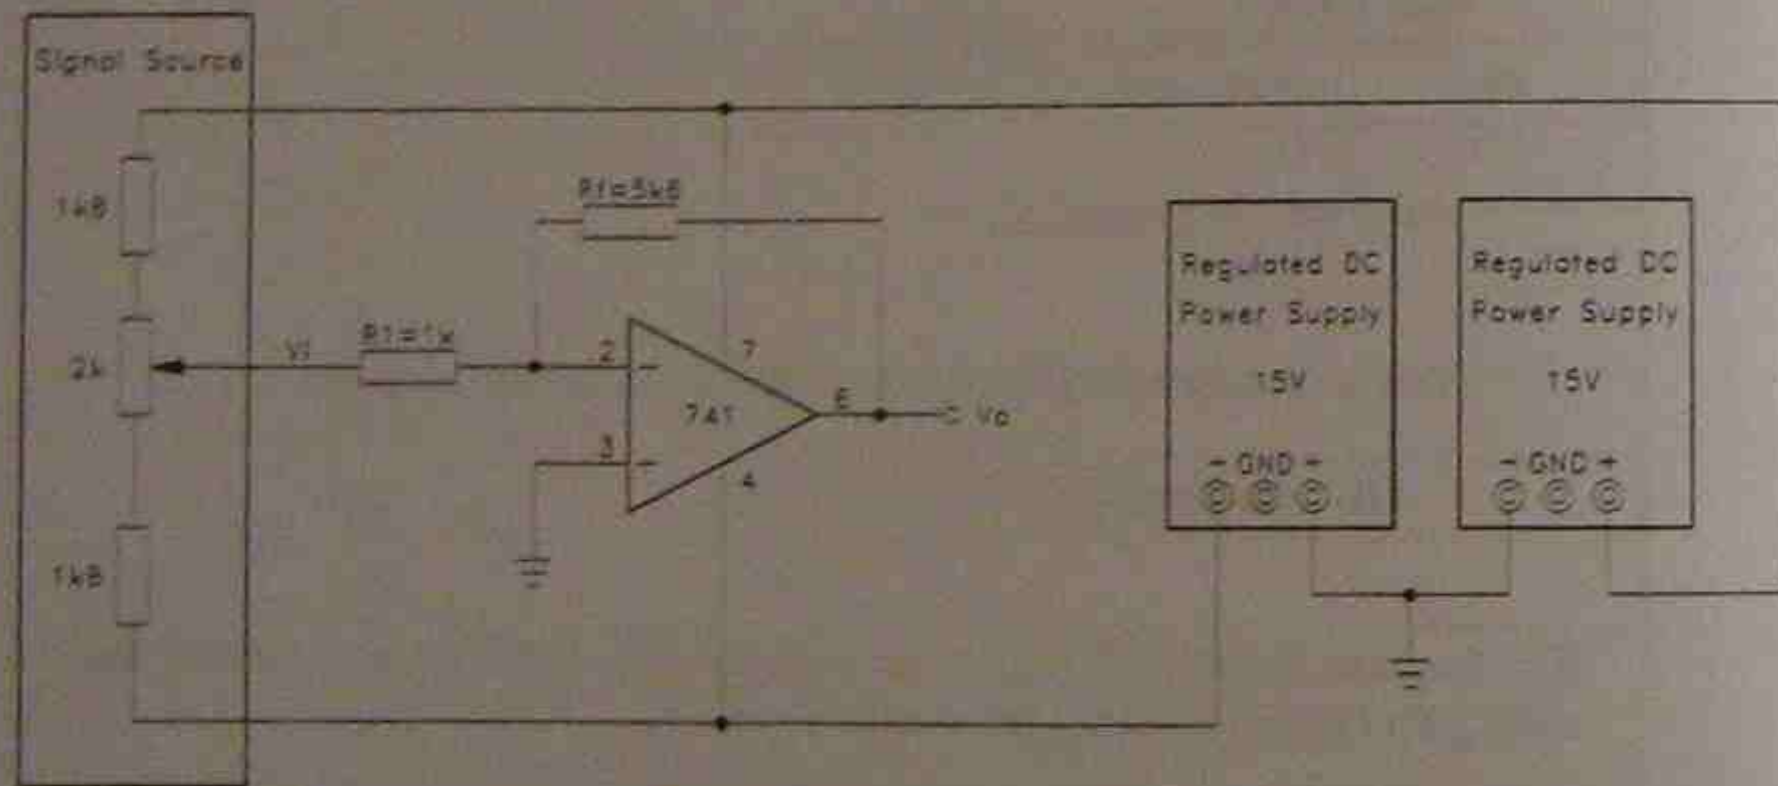 Signal Source
1k8
2k
1k8
Vi
R1=1k
Rf=5k6
2
3
741
7
4
6
Vo
Regulated DC
Power Supply
15V
- GND +
Regulated DC
Power Supply
15V
- GND +